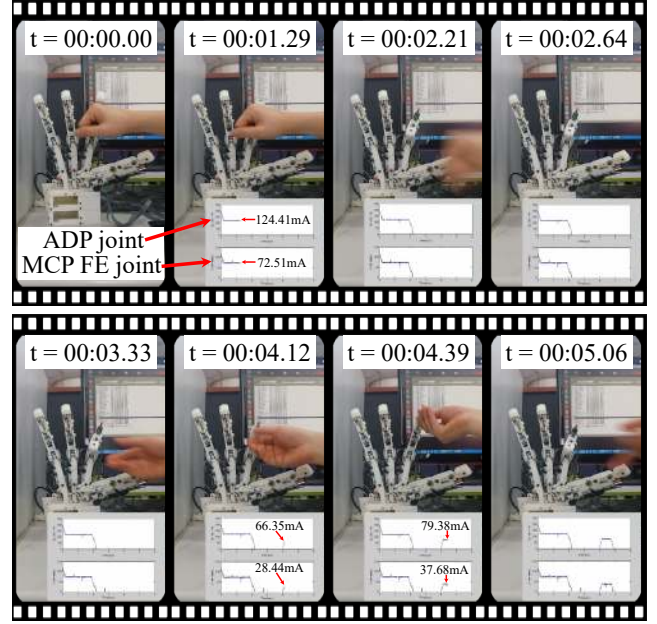 t = 00:00.00
t = 00:01.29
t = 00:02.21
t = 00:02.64
124.41mA
ADP joint
72.51mA
MCP FE joint
t = 00:03.33
t = 00:04.12
t = 00:04.39
t = 00:05.06
66.35mA
79.38mA
28.44mA
37.68mA